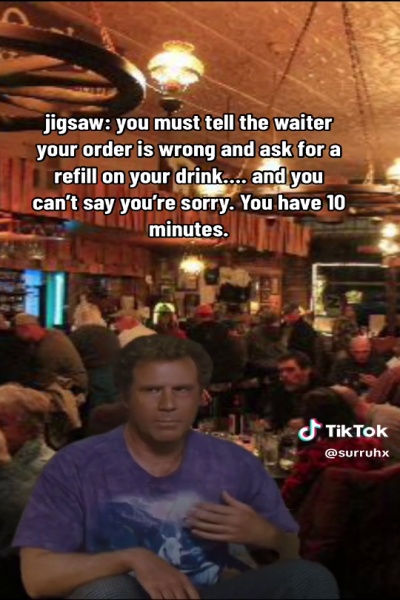 jigsaw: you must tell the waiter
your order is wrong and ask for a
refill on your drink.... and you
can't say you're sorry. You have 10
minutes.
TikTok
@surruhx